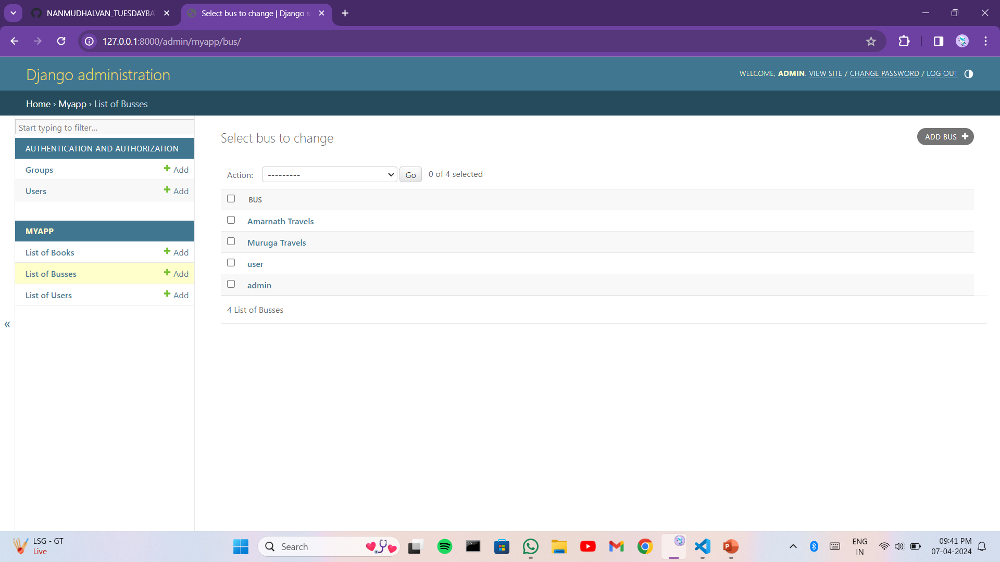 NANMUDHALVAN_TUESDAYBA
Select bus to change | Django s
127.0.0.1:8000/admin/myapp/bus/
Django administration
WELCOME, ADMIN. VIEW SITE / CHANGE PASSWORD / LOG OUT
Home › Myapp › List of Busses
Start typing to filter...
AUTHENTICATION AND AUTHORIZATION
Groups + Add
Users + Add
MYAPP
List of Books + Add
List of Busses + Add
List of Users + Add
«
Select bus to change
ADD BUS +
Action: --------- Go 0 of 4 selected
BUS
Amarnath Travels
Muruga Travels
user
admin
4 List of Busses
LSG - GT
Live
Search
ENG
IN
09:41 PM
07-04-2024